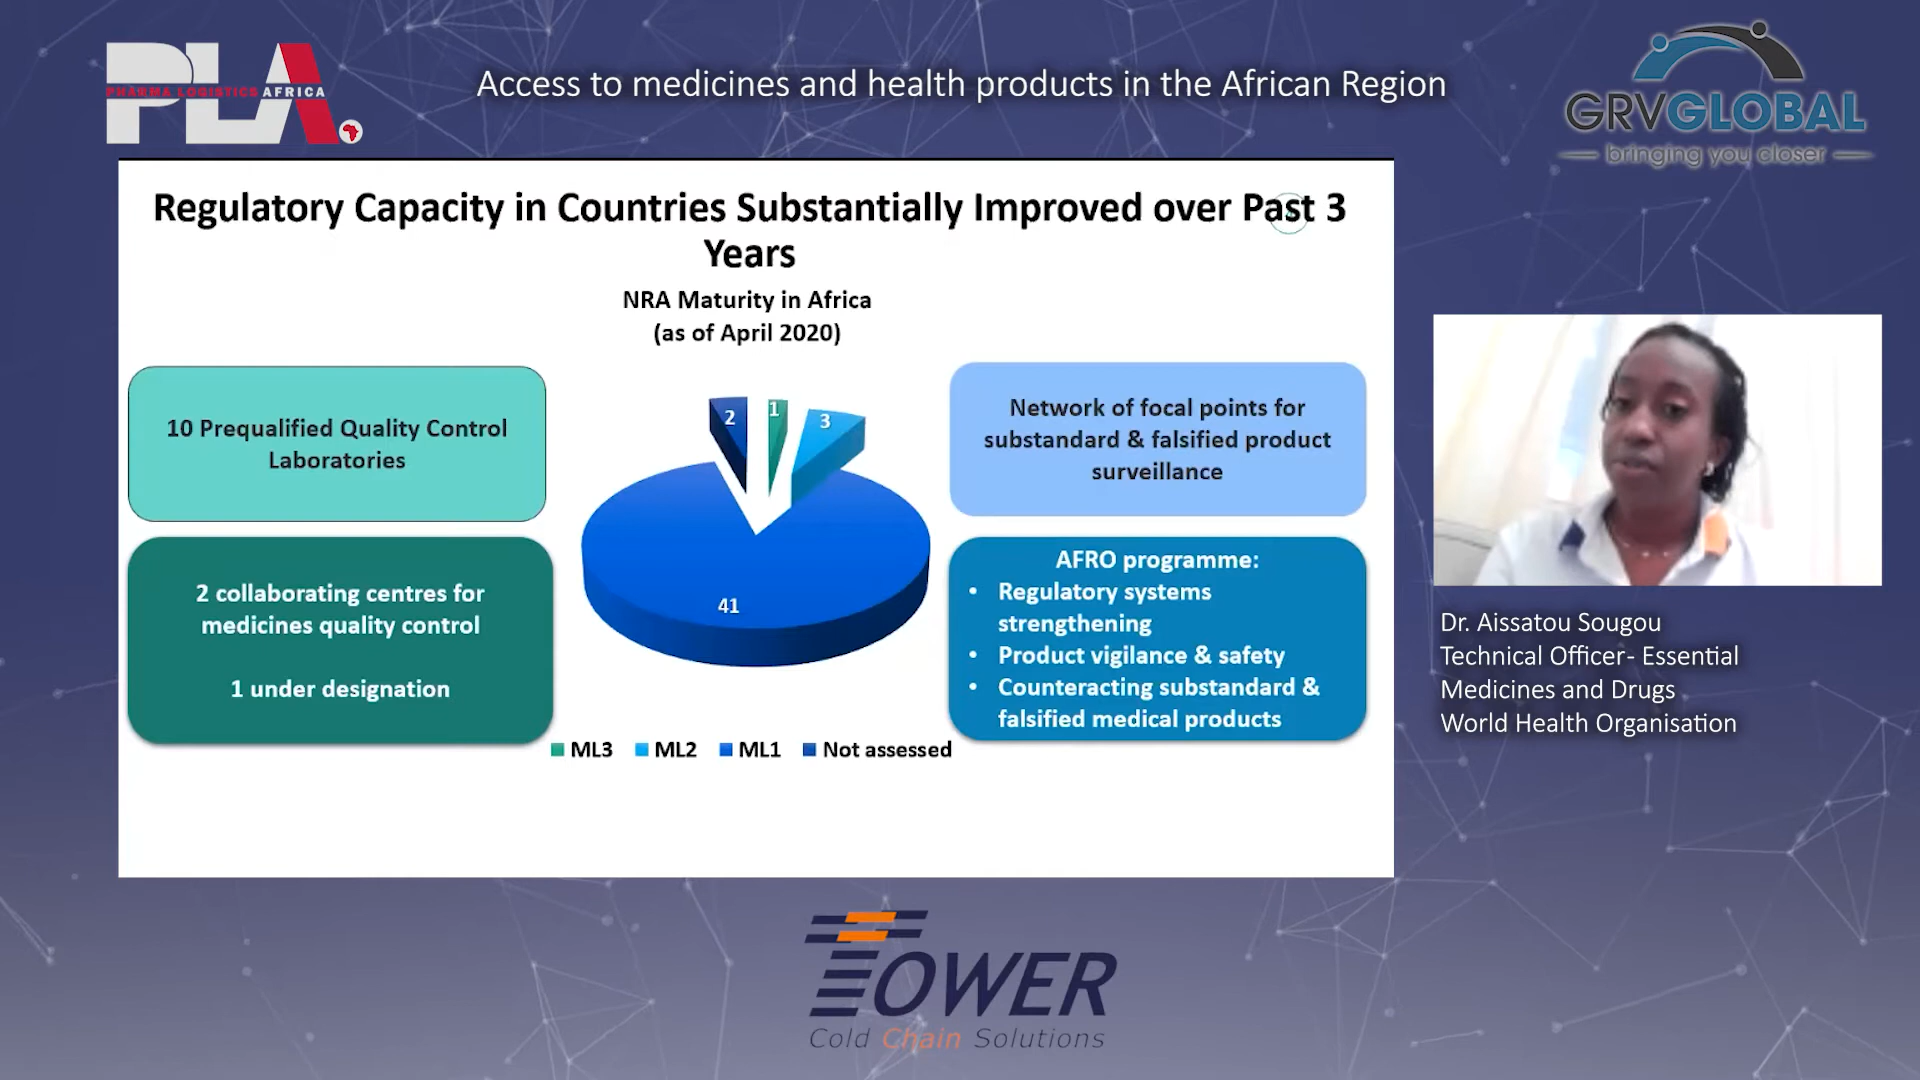 PLA
PHARMA LOGISTICS AFRICA
Access to medicines and health products in the African Region
GRVGLOBAL
bringing you closer
Regulatory Capacity in Countries Substantially Improved over Past 3
Years
NRA Maturity in Africa
(as of April 2020)
10 Prequalified Quality Control
Laboratories
2 collaborating centres for
medicines quality control
1 under designation
2
1
3
41
ML3 ML2 ML1 Not assessed
Network of focal points for
substandard & falsified product
surveillance
AFRO programme:
• Regulatory systems
strengthening
• Product vigilance & safety
• Counteracting substandard &
falsified medical products
Dr. Aissatou Sougou
Technical Officer- Essential
Medicines and Drugs
World Health Organisation
TOWER
Cold Chain Solutions